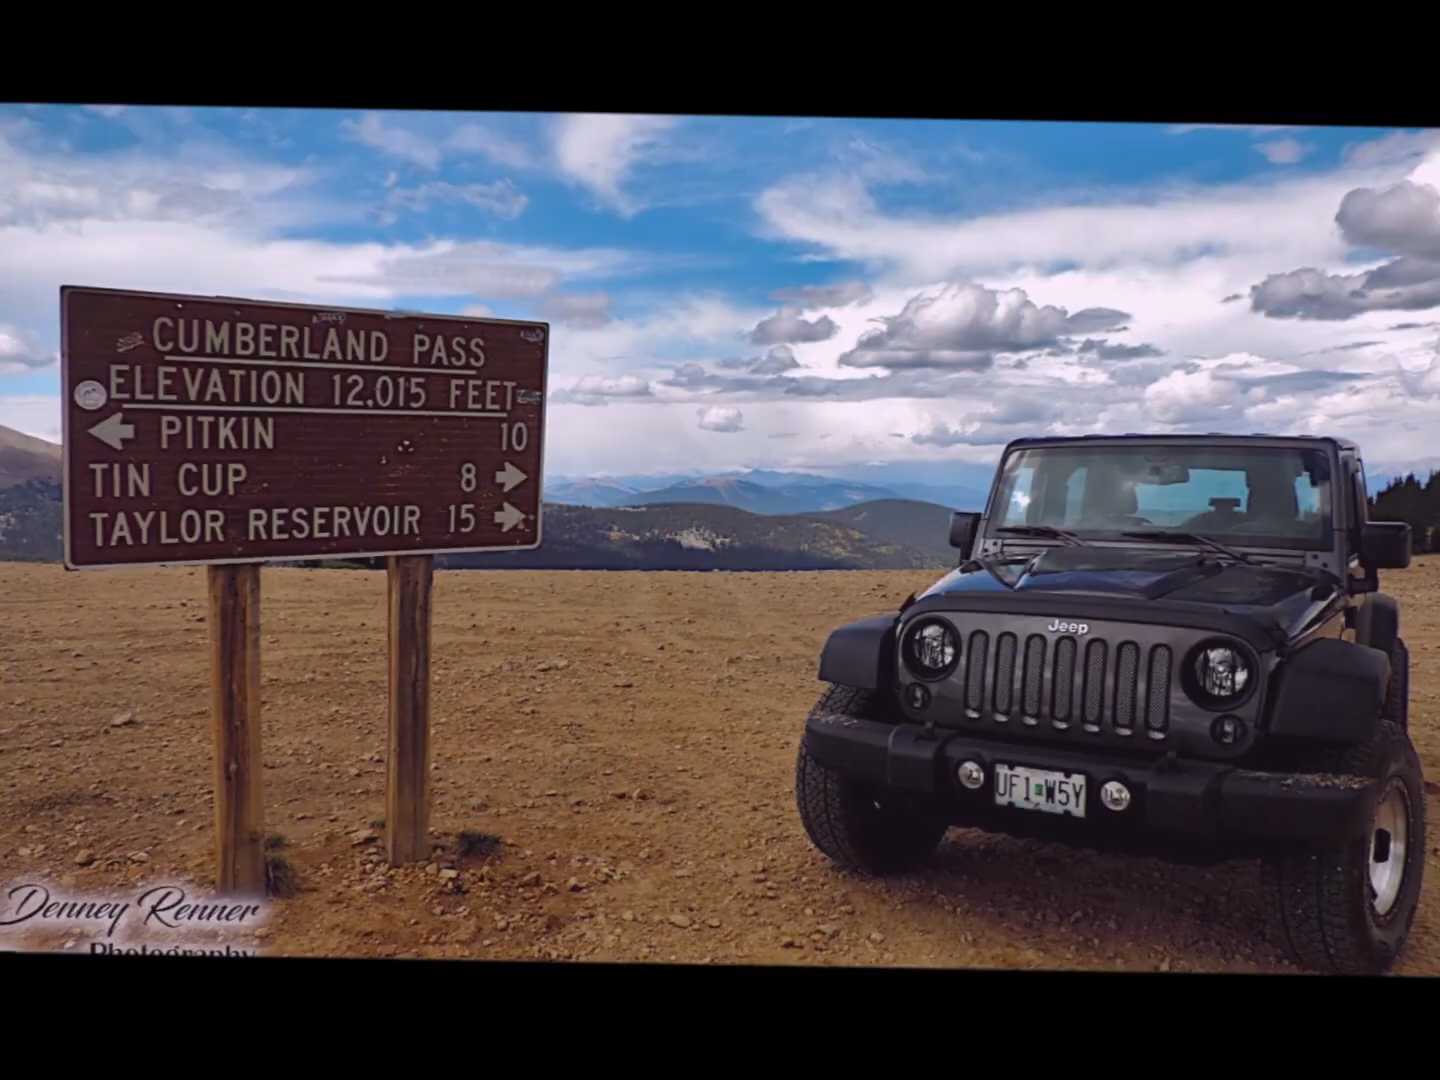 CUMBERLAND PASS
ELEVATION 12,015 FEET
PITKIN 10
TIN CUP 8
TAYLOR RESERVOIR 15
Jeep
UF1 W5Y
Denney Renner
Photography